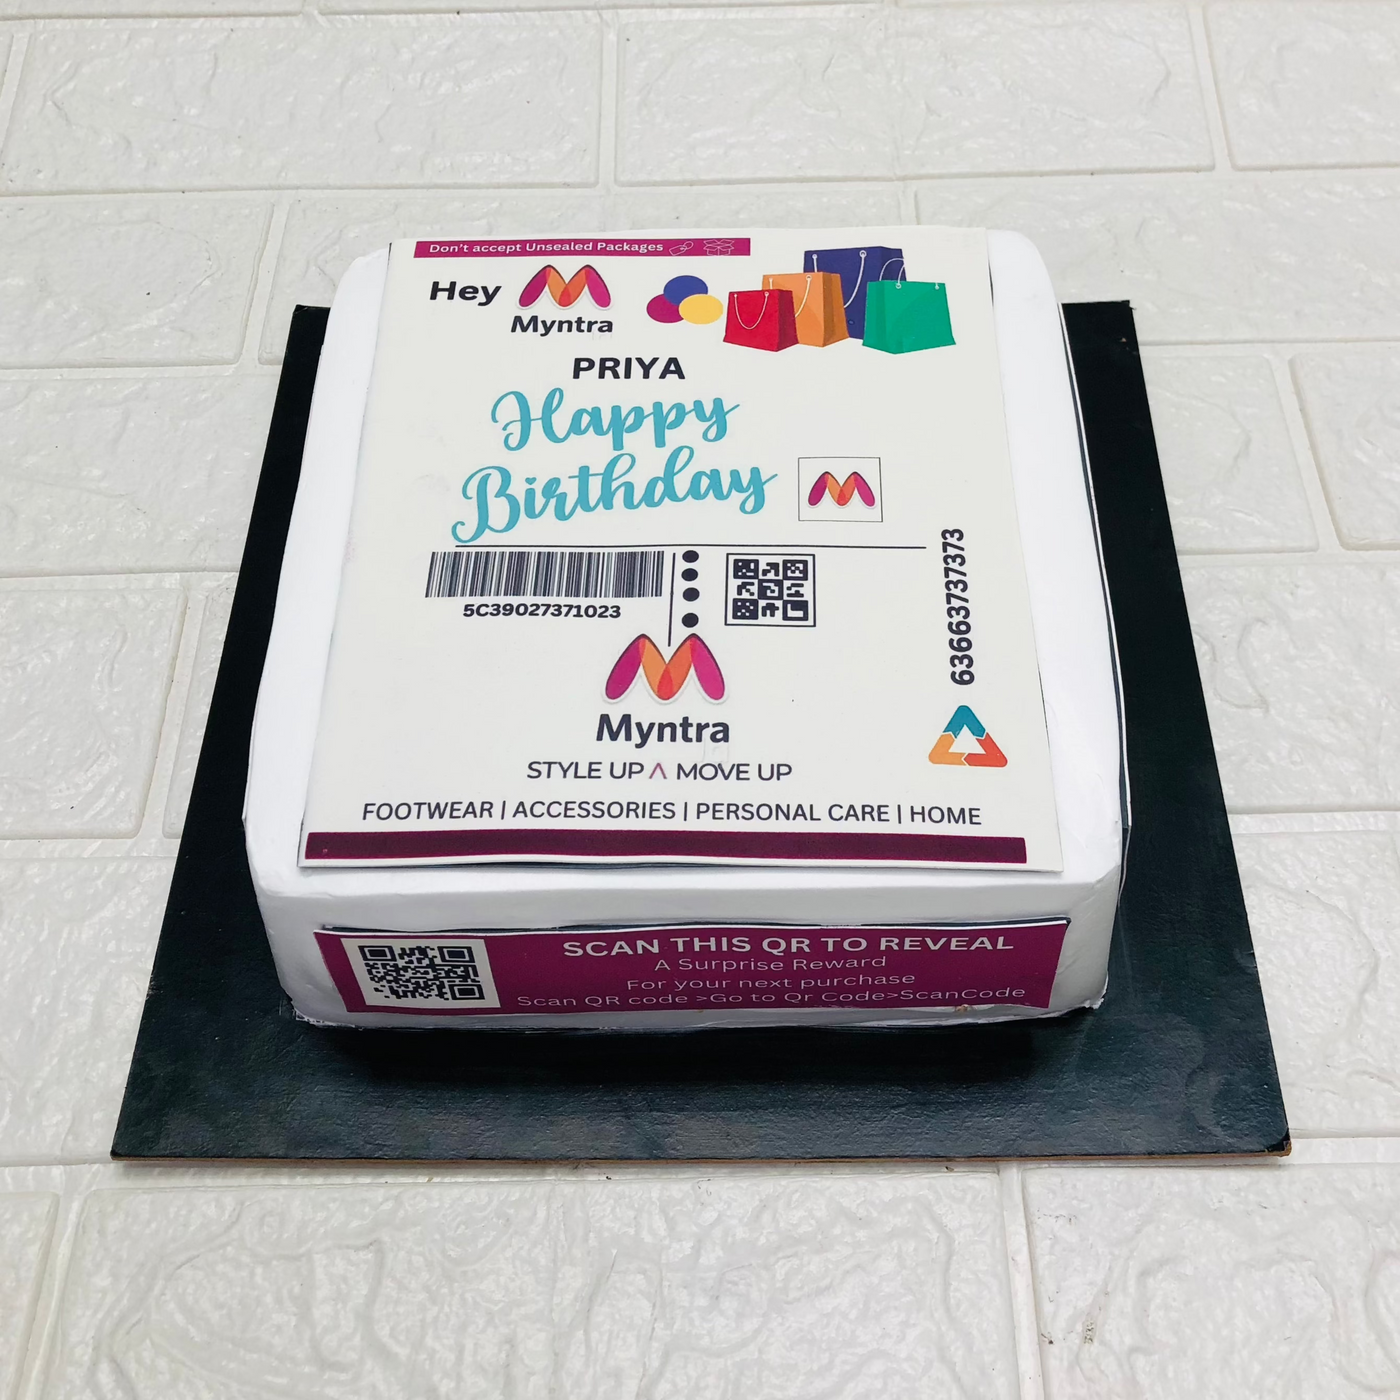 Don't accept Unsealed Packages
Hey
Myntra
PRIYA
Happy
Birthday
5C39027371023
63663737373
Myntra
STYLE UP Λ MOVE UP
FOOTWEAR | ACCESSORIES | PERSONAL CARE | HOME
SCAN THIS QR TO REVEAL
A Surprise Reward
For your next purchase
Scan QR code >Go to Qr Code>ScanCode